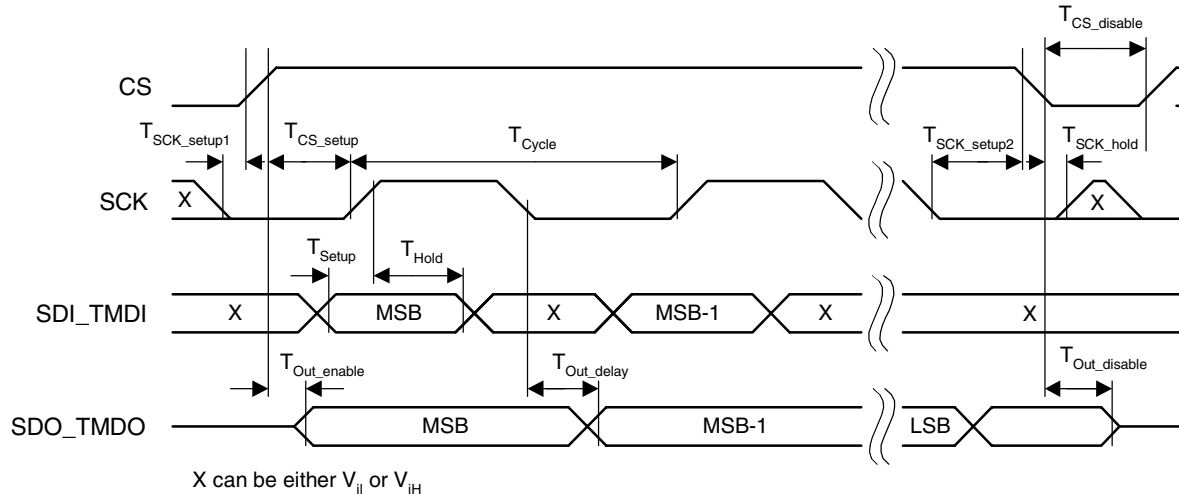 T_CS_disable
CS
T_SCK_setup1
T_CS_setup
T_Cycle
T_SCK_setup2
T_SCK_hold
SCK
X
X
T_Setup
T_Hold
SDI_TMDI
X
MSB
X
MSB-1
X
X
T_Out_enable
T_Out_delay
T_Out_disable
SDO_TMDO
MSB
MSB-1
LSB
X can be either V_il or V_iH